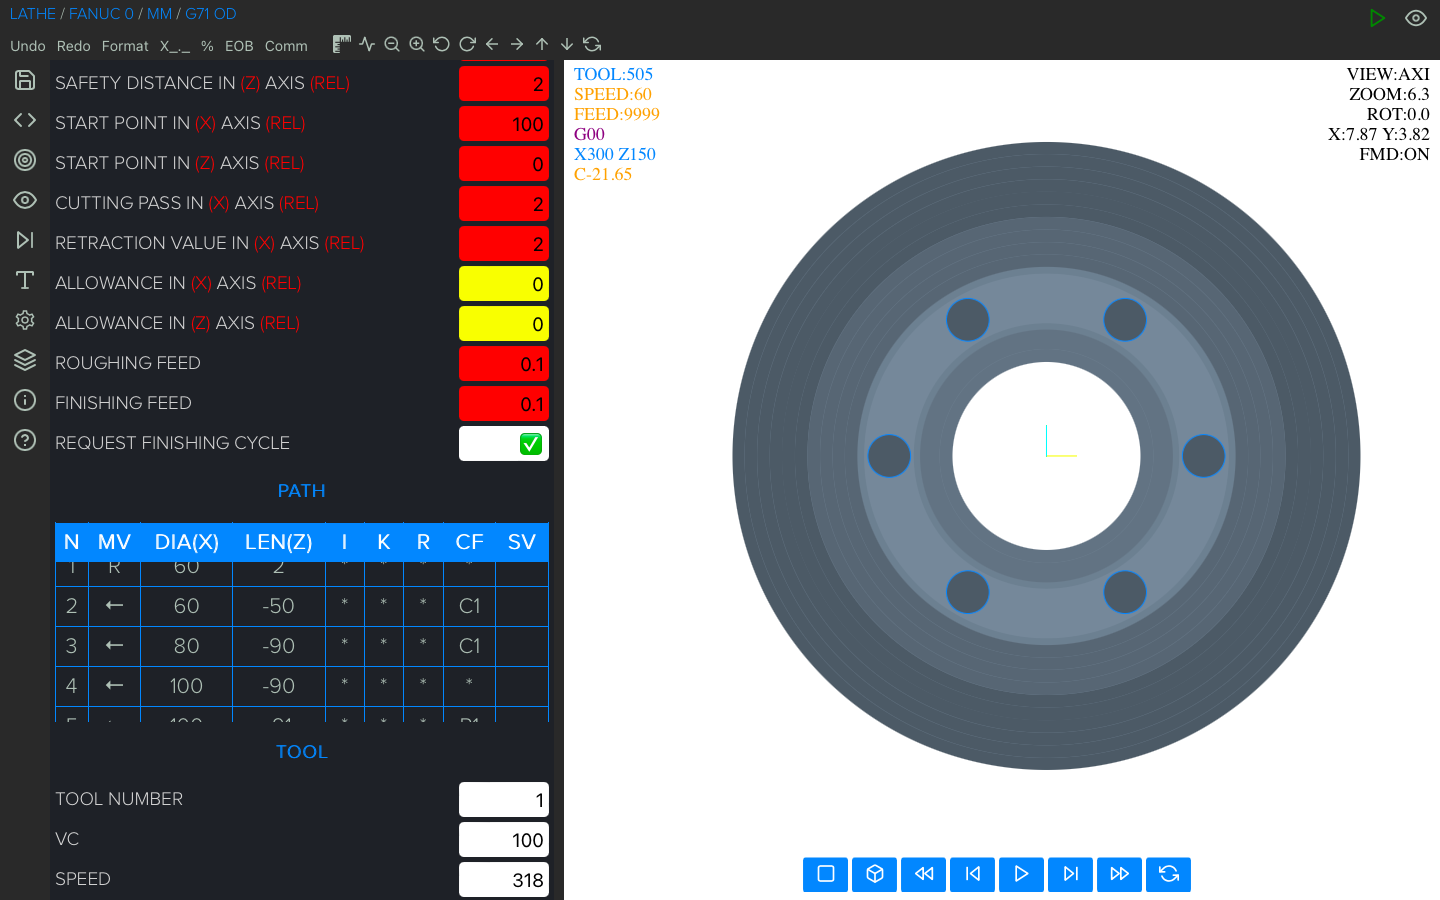 LATHE / FANUC 0 / MM / G71 OD
Undo Redo Format X_._ % EOB Comm
SAFETY DISTANCE IN (Z) AXIS (REL) 2
START POINT IN (X) AXIS (REL) 100
START POINT IN (Z) AXIS (REL) 0
CUTTING PASS IN (X) AXIS (REL) 2
RETRACTION VALUE IN (X) AXIS (REL) 2
ALLOWANCE IN (X) AXIS (REL) 0
ALLOWANCE IN (Z) AXIS (REL) 0
ROUGHING FEED 0.1
FINISHING FEED 0.1
REQUEST FINISHING CYCLE
PATH
N MV DIA(X) LEN(Z) I K R CF SV
1 R 60 2 * * * *
2 ← 60 -50 * * * C1
3 ← 80 -90 * * * C1
4 ← 100 -90 * * * *
TOOL
TOOL NUMBER 1
VC 100
SPEED 318
TOOL:505
SPEED:60
FEED:9999
G00
X300 Z150
C-21.65
VIEW:AXI
ZOOM:6.3
ROT:0.0
X:7.87 Y:3.82
FMD:ON